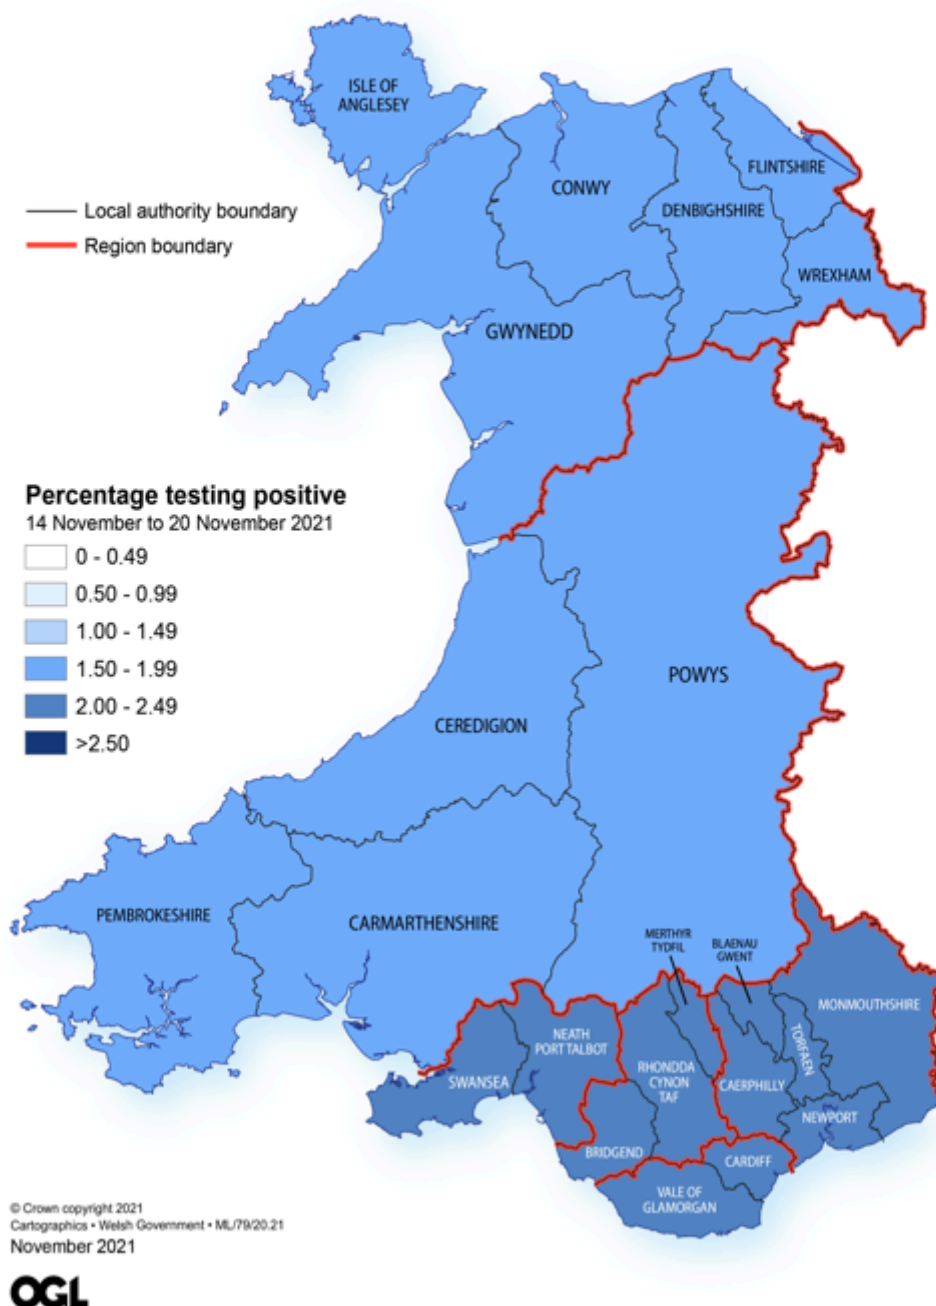 ISLE OF
ANGLESEY
FLINTSHIRE
CONWY
DENBIGHSHIRE
Local authority boundary
Region boundary
WREXHAM
GWYNEDD
Percentage testing positive
14 November to 20 November 2021
0 - 0.49
0.50 - 0.99
1.00 - 1.49
1.50 - 1.99
2.00 - 2.49
>2.50
POWYS
CEREDIGION
PEMBROKESHIRE
CARMARTHENSHIRE
MERTHYR
TYDFIL
BLAENAU
GWENT
MONMOUTHSHIRE
NEATH
PORT TALBOT
TORFAEN
SWANSEA
RHONDDA
CYNON
TAF
CAERPHILLY
NEWPORT
BRIDGEND
CARDIFF
VALE OF
GLAMORGAN
© Crown copyright 2021
Cartographics • Welsh Government • ML/79/20.21
November 2021
OGL